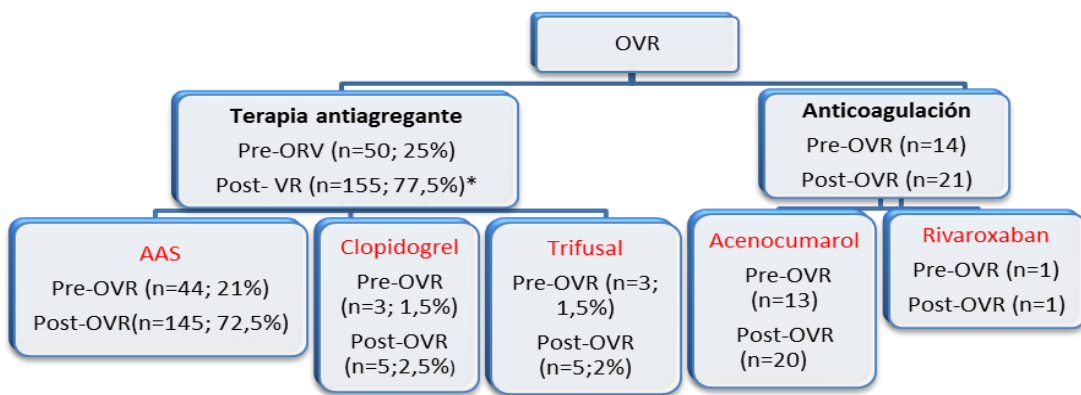 OVR
Terapia antiagregante
Pre-ORV (n=50; 25%)
Post- VR (n=155; 77,5%)*
Anticoagulación
Pre-OVR (n=14)
Post-OVR (n=21)
AAS
Pre-OVR (n=44; 21%)
Post-OVR(n=145; 72,5%)
Clopidogrel
Pre-OVR
(n=3; 1,5%)
Post-OVR
(n=5;2,5%)
Trifusal
Pre-OVR (n=3;
1,5%)
Post-OVR
(n=5;2%)
Acenocumarol
Pre-OVR
(n=13)
Post-OVR
(n=20)
Rivaroxaban
Pre-OVR (n=1)
Post-OVR (n=1)